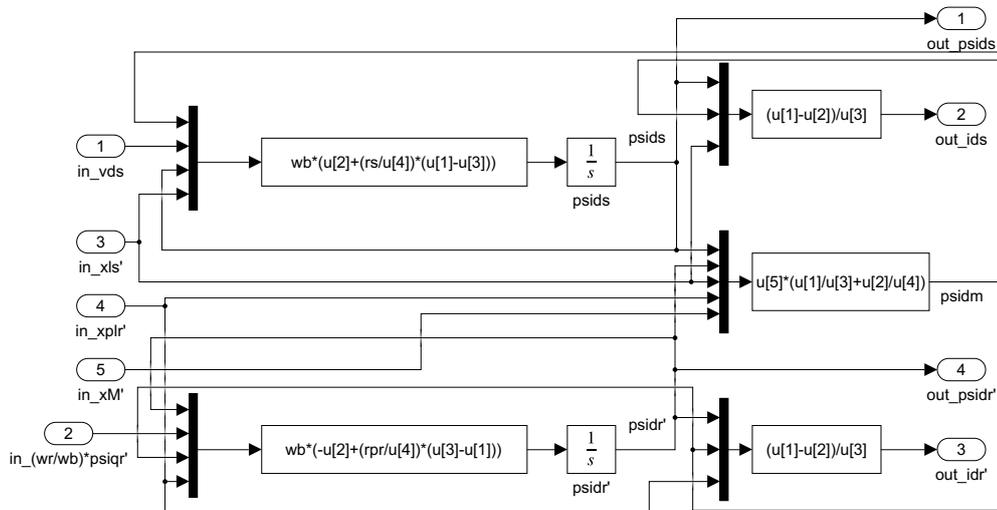 1
out_psids
1
in_vds
wb*(u[2]+(rs/u[4])*(u[1]-u[3]))
1
s
psids
psids
(u[1]-u[2])/u[3]
2
out_ids
3
in_xls'
4
in_xplr'
5
in_xM'
u[5]*(u[1]/u[3]+u[2]/u[4])
psidm
4
out_psidr'
2
in_(wr/wb)*psiqr'
wb*(-u[2]+(rpr/u[4])*(u[3]-u[1]))
1
s
psidr'
psidr'
(u[1]-u[2])/u[3]
3
out_idr'